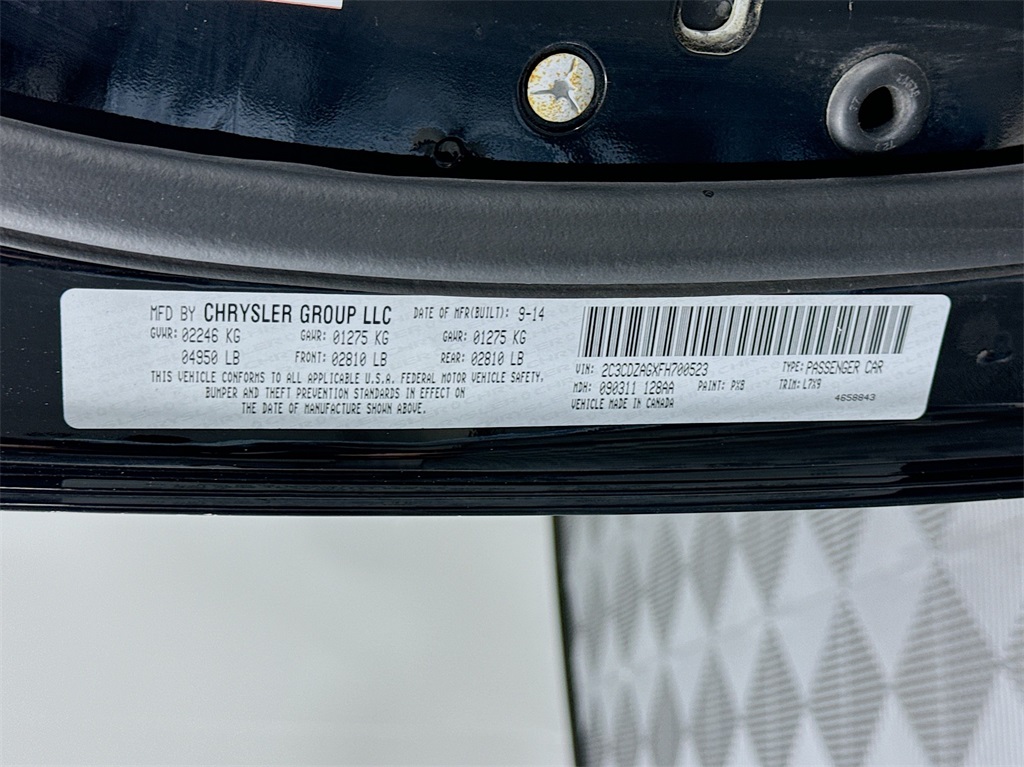 MFD BY CHRYSLER GROUP LLC DATE OF MFR(BUILT): 9-14
GVWR: 02246 KG GAWR: 01275 KG GAWR: 01275 KG
04950 LB FRONT: 02810 LB REAR: 02810 LB
THIS VEHICLE CONFORMS TO ALL APPLICABLE U.S.A. FEDERAL MOTOR VEHICLE SAFETY,
BUMPER AND THEFT PREVENTION STANDARDS IN EFFECT ON
THE DATE OF MANUFACTURE SHOWN ABOVE.
VIN: 2C3CDZAGXFH700523 TYPE: PASSENGER CAR
MDH: 090311 128AA PAINT: PX8 TRIM: L7X9
VEHICLE MADE IN CANADA 4658843